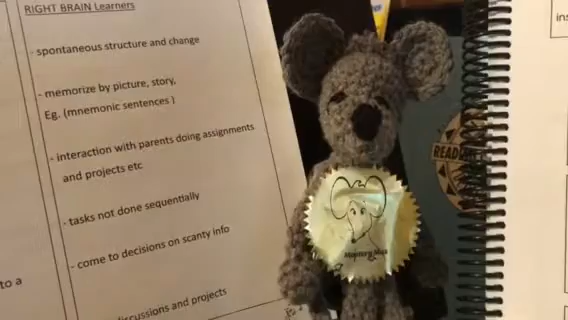 to a
RIGHT BRAIN Learners
- spontaneous structure and change
- memorize by picture, story,
Eg. (mnemonic sentences )
- interaction with parents doing assignments
and projects etc
- tasks not done sequentially
- come to decisions on scanty info
discussions and projects
READ
ins